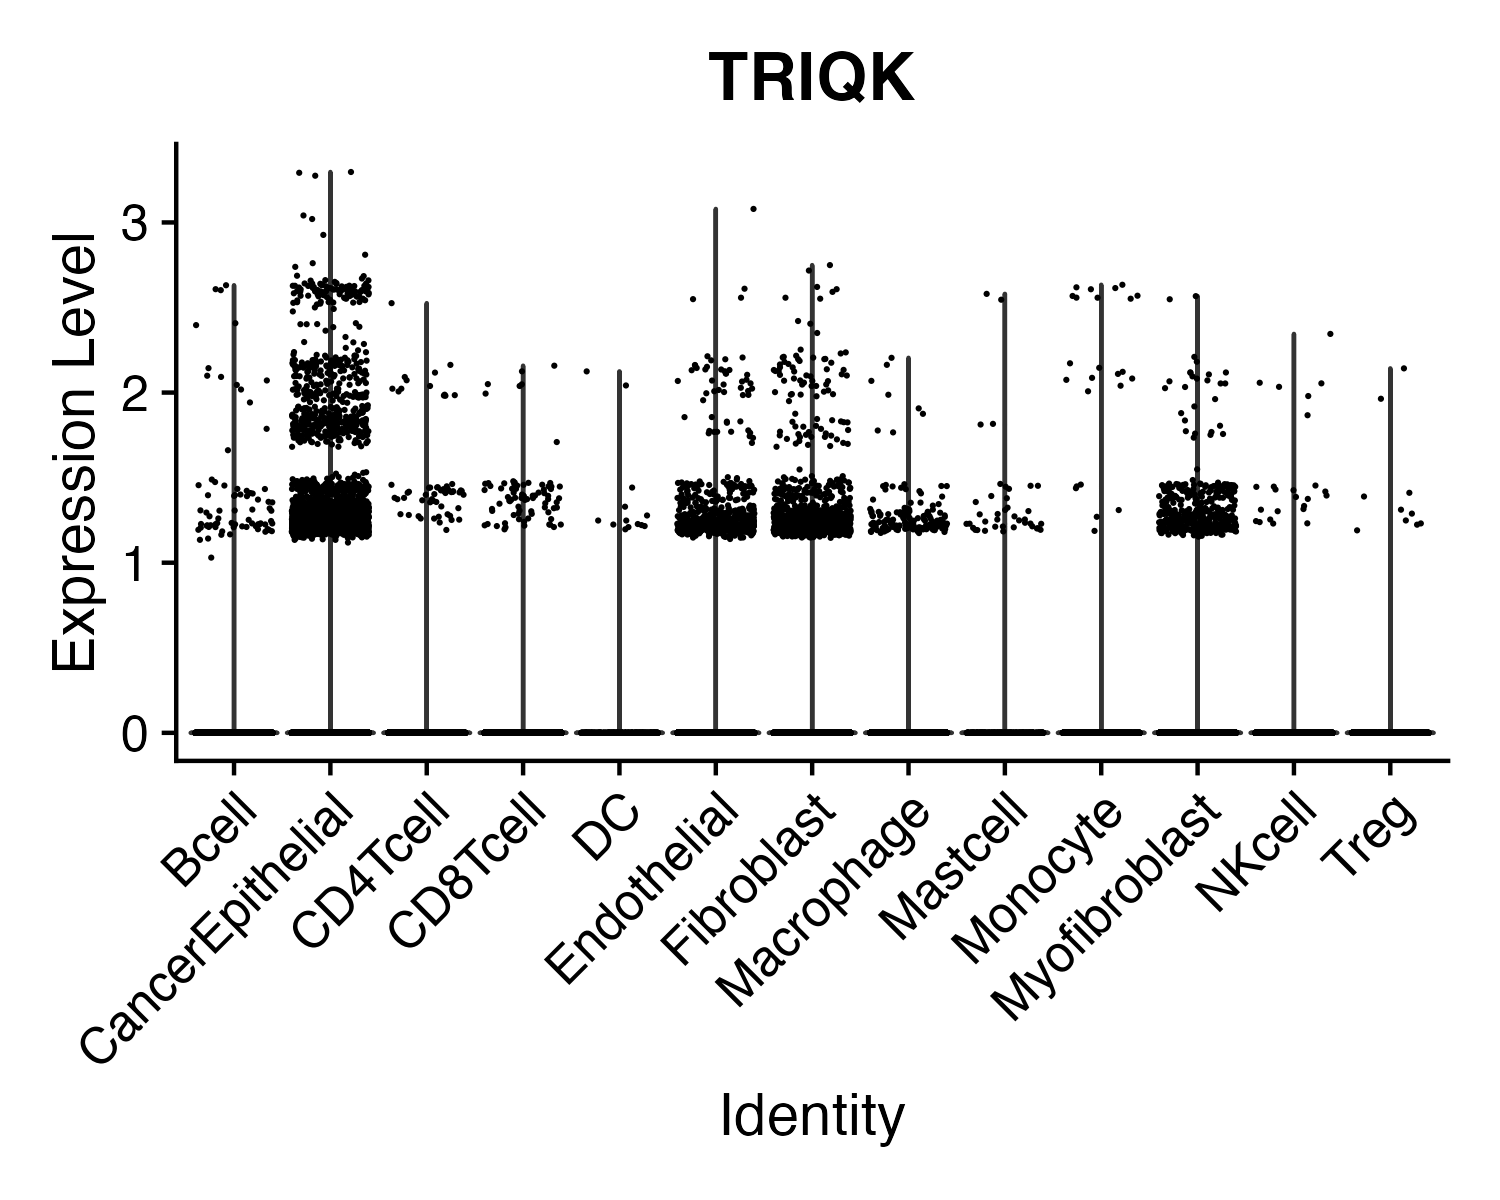 TRIQK
Expression Level
3
2
1
0
Bcell
CancerEpithelial
CD4Tcell
CD8Tcell
DC
Endothelial
Fibroblast
Macrophage
Mastcell
Monocyte
Myofibroblast
NKcell
Treg
Identity